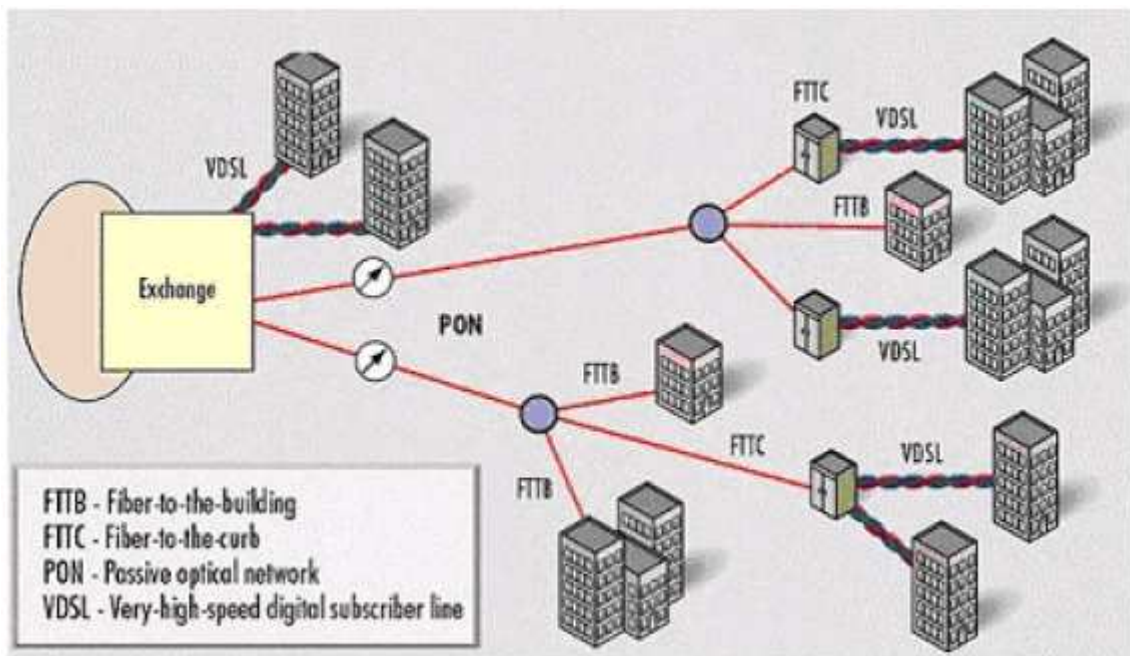 VDSL
FTTC
VDSL
FTTB
Exchange
PON
VDSL
FTTB
FTTC
VDSL
FTTB
FTTB - Fiber-to-the-building
FTTC - Fiber-to-the-curb
PON - Passive optical network
VDSL - Very-high-speed digital subscriber line